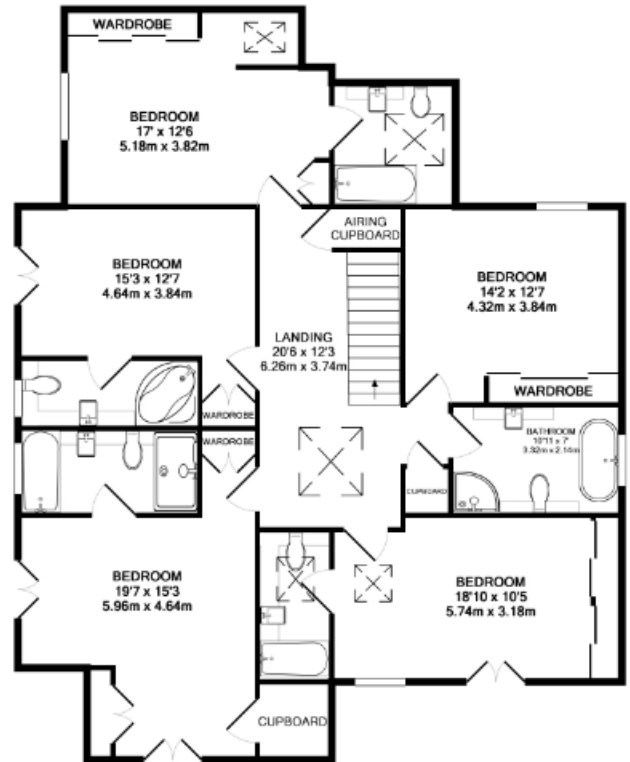 WARDROBE
BEDROOM
17' x 12'6
5.18m x 3.82m
AIRING
CUPBOARD
BEDROOM
15'3 x 12'7
4.64m x 3.84m
BEDROOM
14'2 x 12'7
4.32m x 3.84m
LANDING
20'6 x 12'3
6.26m x 3.74m
WARDROBE
WARDROBE
BATHROOM
10'11 x 7'
3.32m x 2.14m
WARDROBE
CUPBOARD
BEDROOM
19'7 x 15'3
5.96m x 4.64m
BEDROOM
18'10 x 10'5
5.74m x 3.18m
CUPBOARD